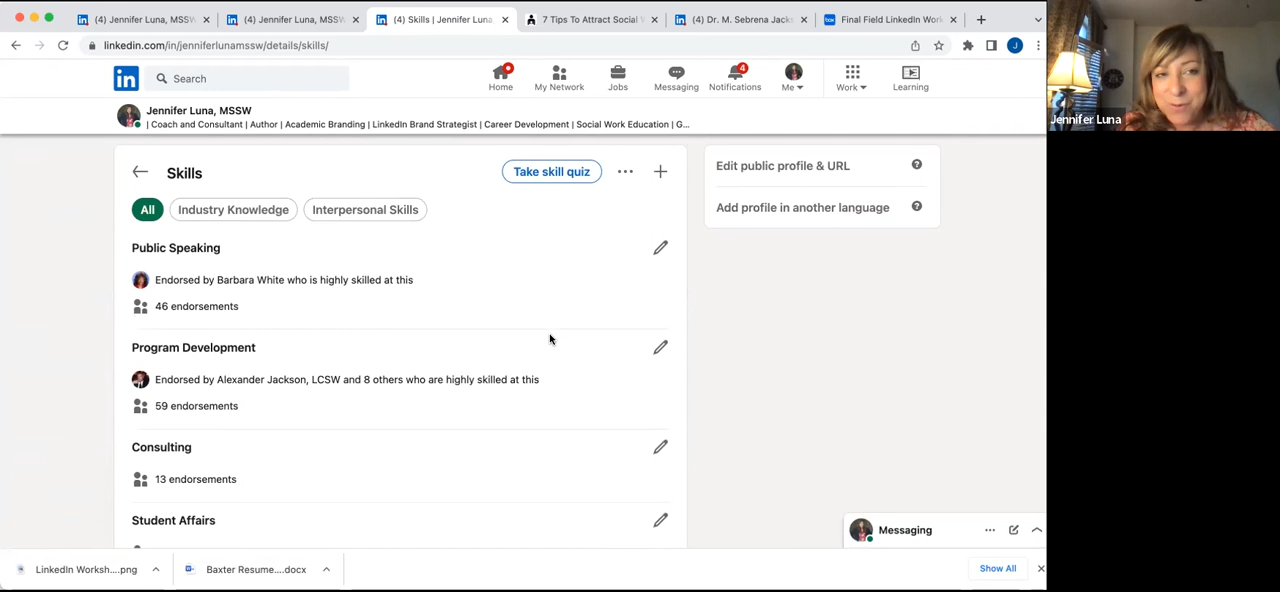 (4) Jennifer Luna, MSSW
(4) Jennifer Luna, MSSW
(4) Skills | Jennifer Luna,
7 Tips To Attract Social W
(4) Dr. M. Sebrena Jacks
Final Field LinkedIn Work
linkedin.com/in/jenniferlunamssw/details/skills/
J
in
Search
Home
My Network
Jobs
Messaging
4
Notifications
Me
Work
Learning
Jennifer Luna, MSSW
| Coach and Consultant | Author | Academic Branding | LinkedIn Brand Strategist | Career Development | Social Work Education | G...
Jennifer Luna
Skills
Take skill quiz
All
Industry Knowledge
Interpersonal Skills
Public Speaking
Endorsed by Barbara White who is highly skilled at this
46 endorsements
Program Development
Endorsed by Alexander Jackson, LCSW and 8 others who are highly skilled at this
59 endorsements
Consulting
13 endorsements
Student Affairs
Edit public profile & URL
Add profile in another language
Messaging
LinkedIn Worksh....png
Baxter Resume....docx
Show All